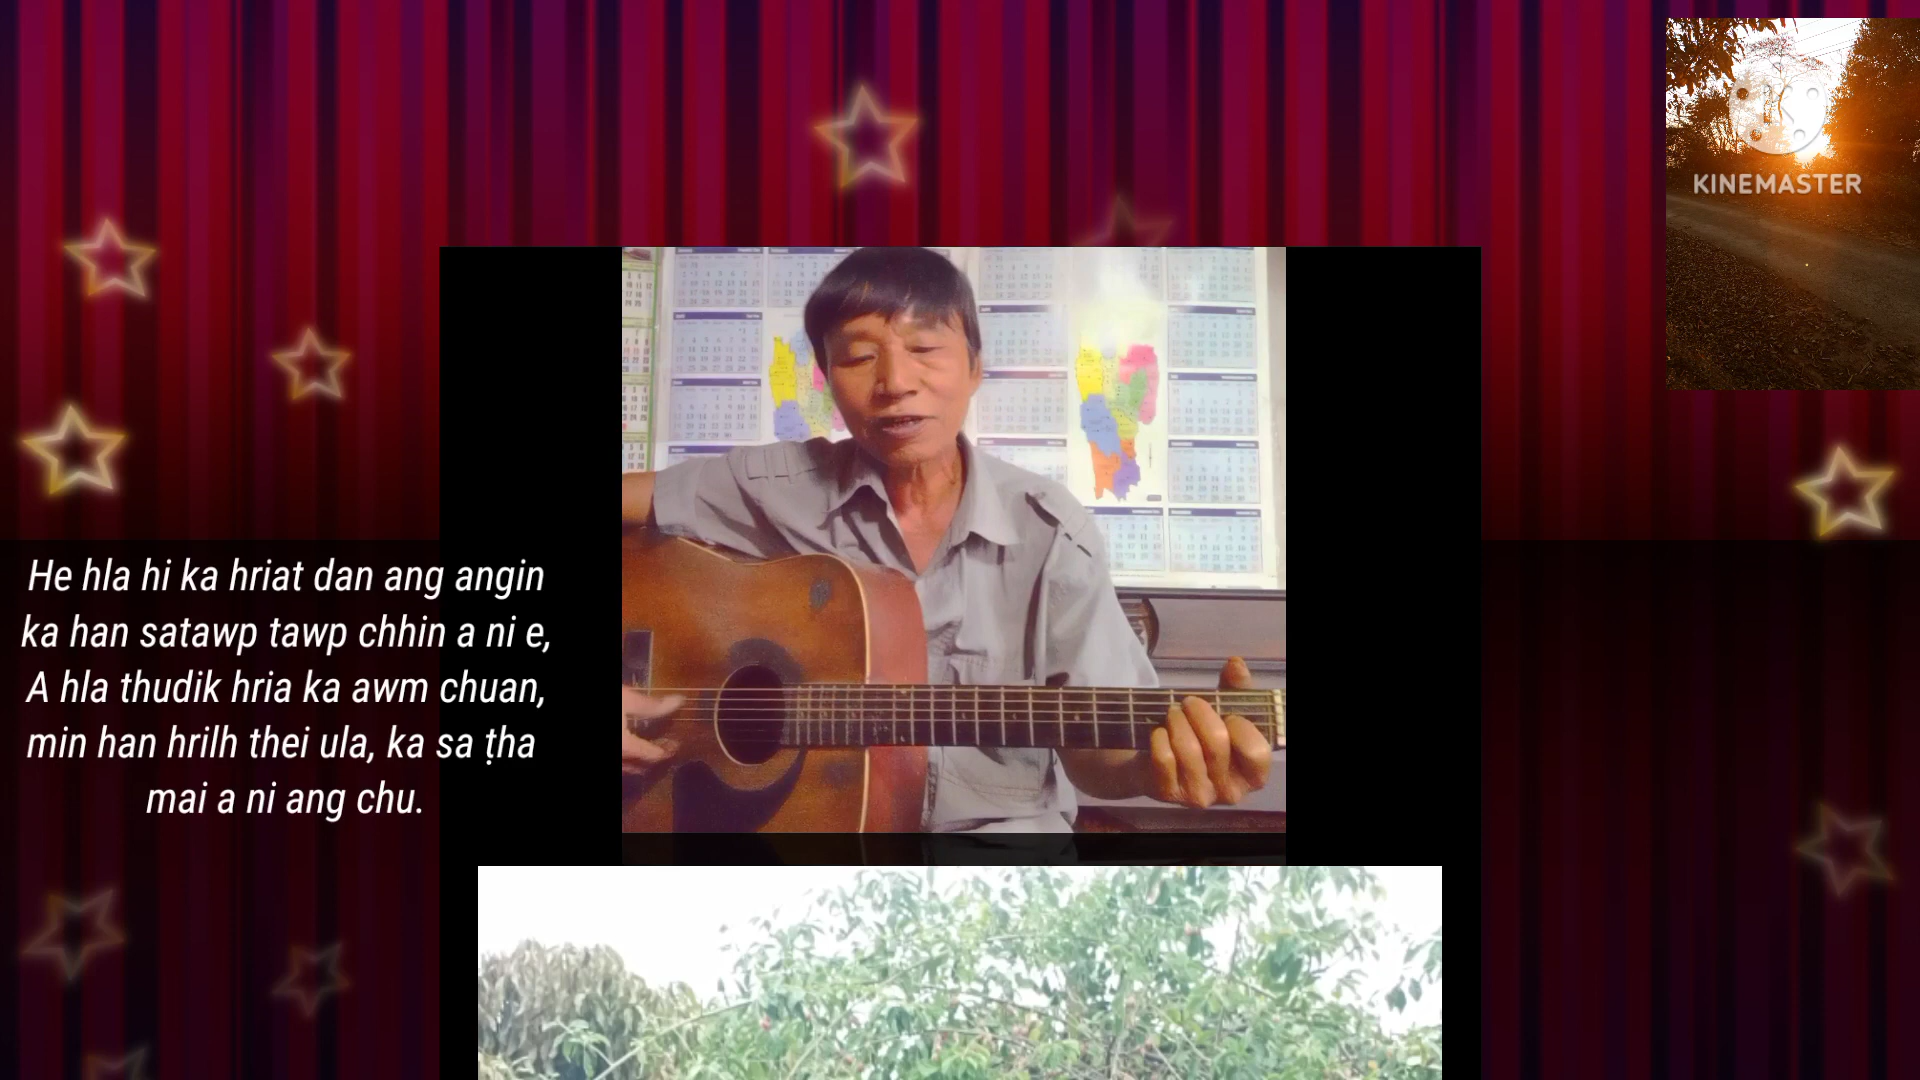 KINEMASTER
He hla hi ka hriat dan ang angin
ka han satawp tawp chhin a ni e,
A hla thudik hria ka awm chuan,
min han hrilh thei ula, ka sa ṭha
mai a ni ang chu.